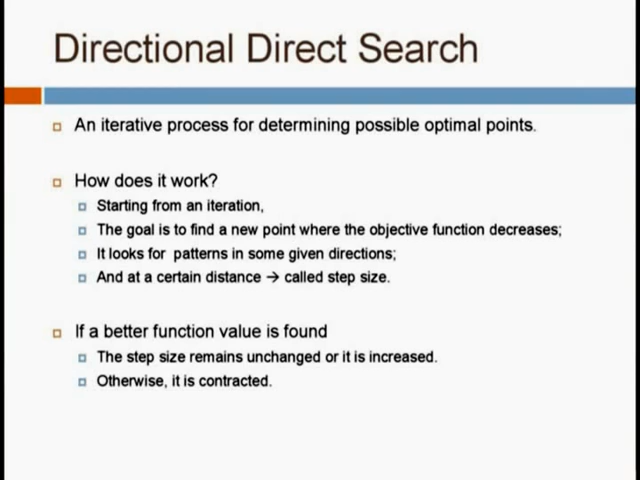 Directional Direct Search
An iterative process for determining possible optimal points.
How does it work?
Starting from an iteration,
The goal is to find a new point where the objective function decreases;
It looks for patterns in some given directions;
And at a certain distance → called step size.
If a better function value is found
The step size remains unchanged or it is increased.
Otherwise, it is contracted.